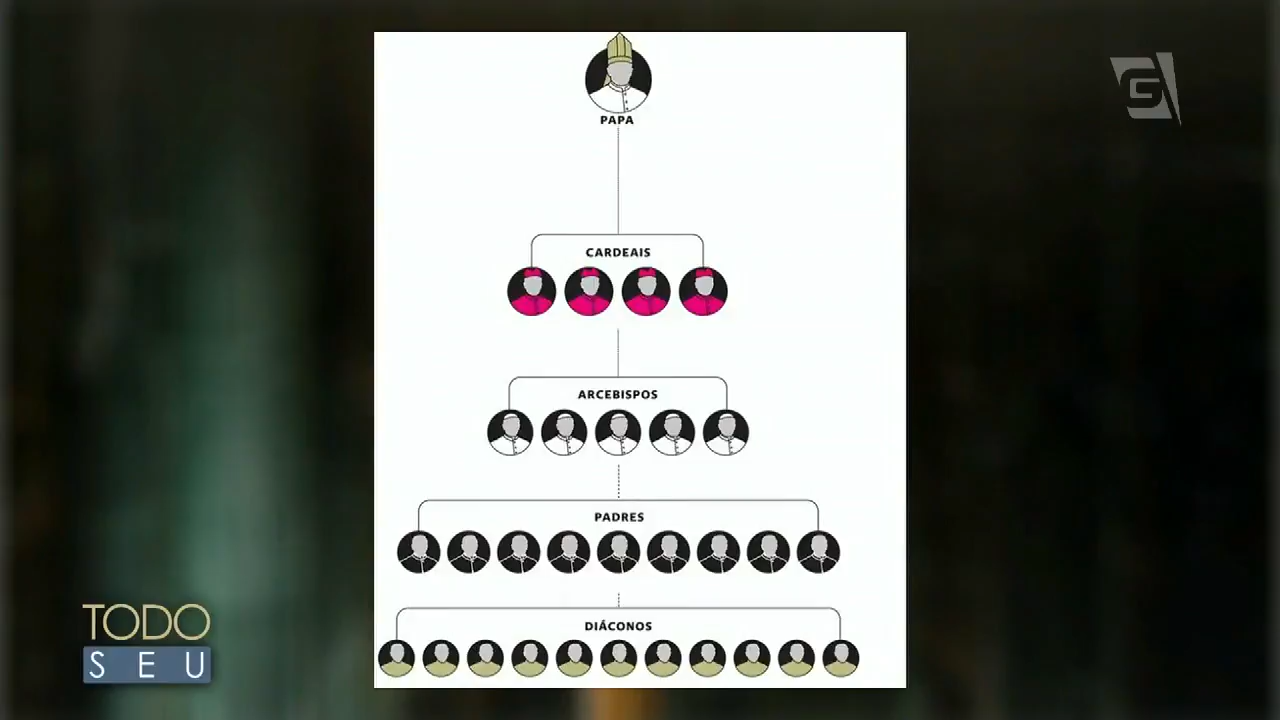 PAPA
CARDEAIS
ARCEBISPOS
PADRES
DIÁCONOS
TODO
SEU